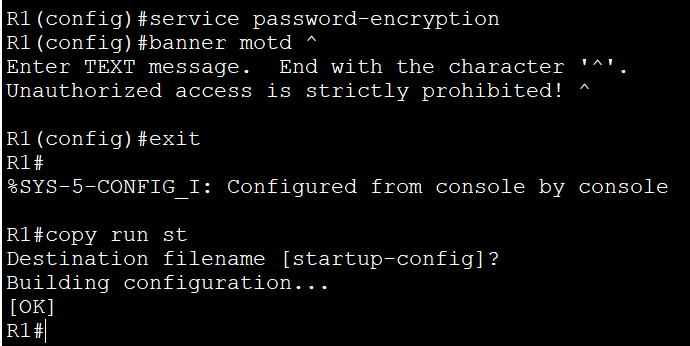 R1(config)#service password-encryption
R1(config)#banner motd ^
Enter TEXT message.  End with the character '^'.
Unauthorized access is strictly prohibited! ^
R1(config)#exit
R1#
%SYS-5-CONFIG_I: Configured from console by console
R1#copy run st
Destination filename [startup-config]?
Building configuration...
[OK]
R1#